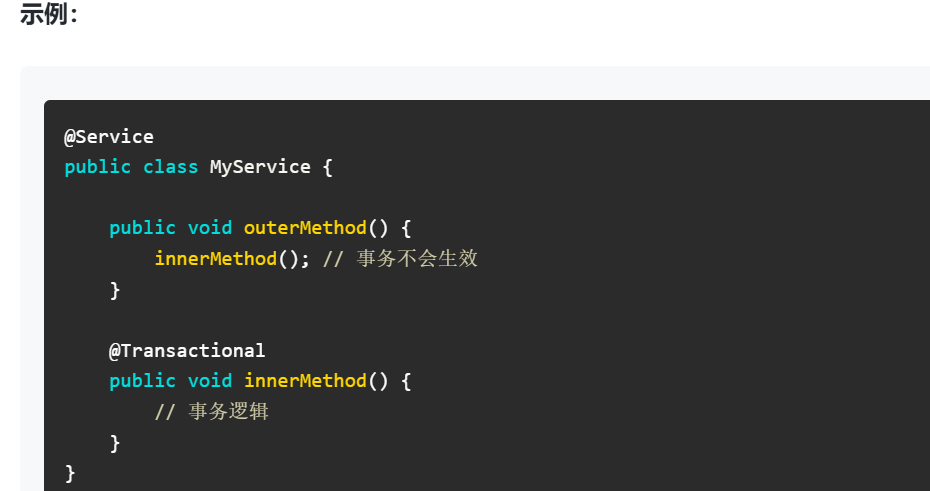 示例：
@Service
public class MyService {
    public void outerMethod() {
        innerMethod(); // 事务不会生效
    }
    @Transactional
    public void innerMethod() {
        // 事务逻辑
    }
}